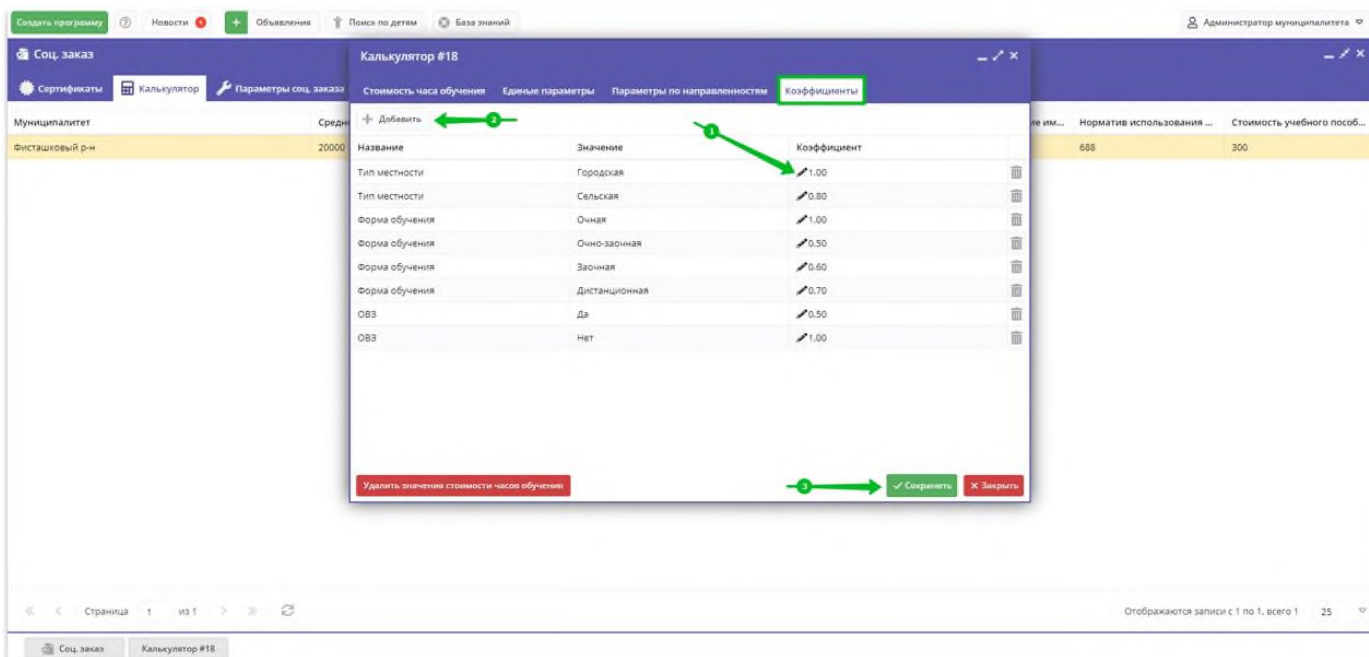 Создать программу Новости Объявления Поиск по детям База знаний Администратор муниципалитета
Соц. заказ
Сертификаты Калькулятор Параметры соц. заказа
Муниципалитет Средн ие им... Норматив использования ... Стоимость учебного пособ...
Фисташковый р-н 20000 688 300
Калькулятор #18
Стоимость часа обучения Единые параметры Параметры по направленностям Коэффициенты
Добавить 2 1
Название Значение Коэффициент
Тип местности Городская 1.00
Тип местности Сельская 0.80
Форма обучения Очная 1.00
Форма обучения Очно-заочная 0.50
Форма обучения Заочная 0.60
Форма обучения Дистанционная 0.70
ОВЗ Да 0.50
ОВЗ Нет 1.00
Удалить значения стоимости часов обучения 3 Сохранить Закрыть
Страница 1 из 1 Отображаются записи с 1 по 1, всего 1 25
Соц. заказ Калькулятор #18